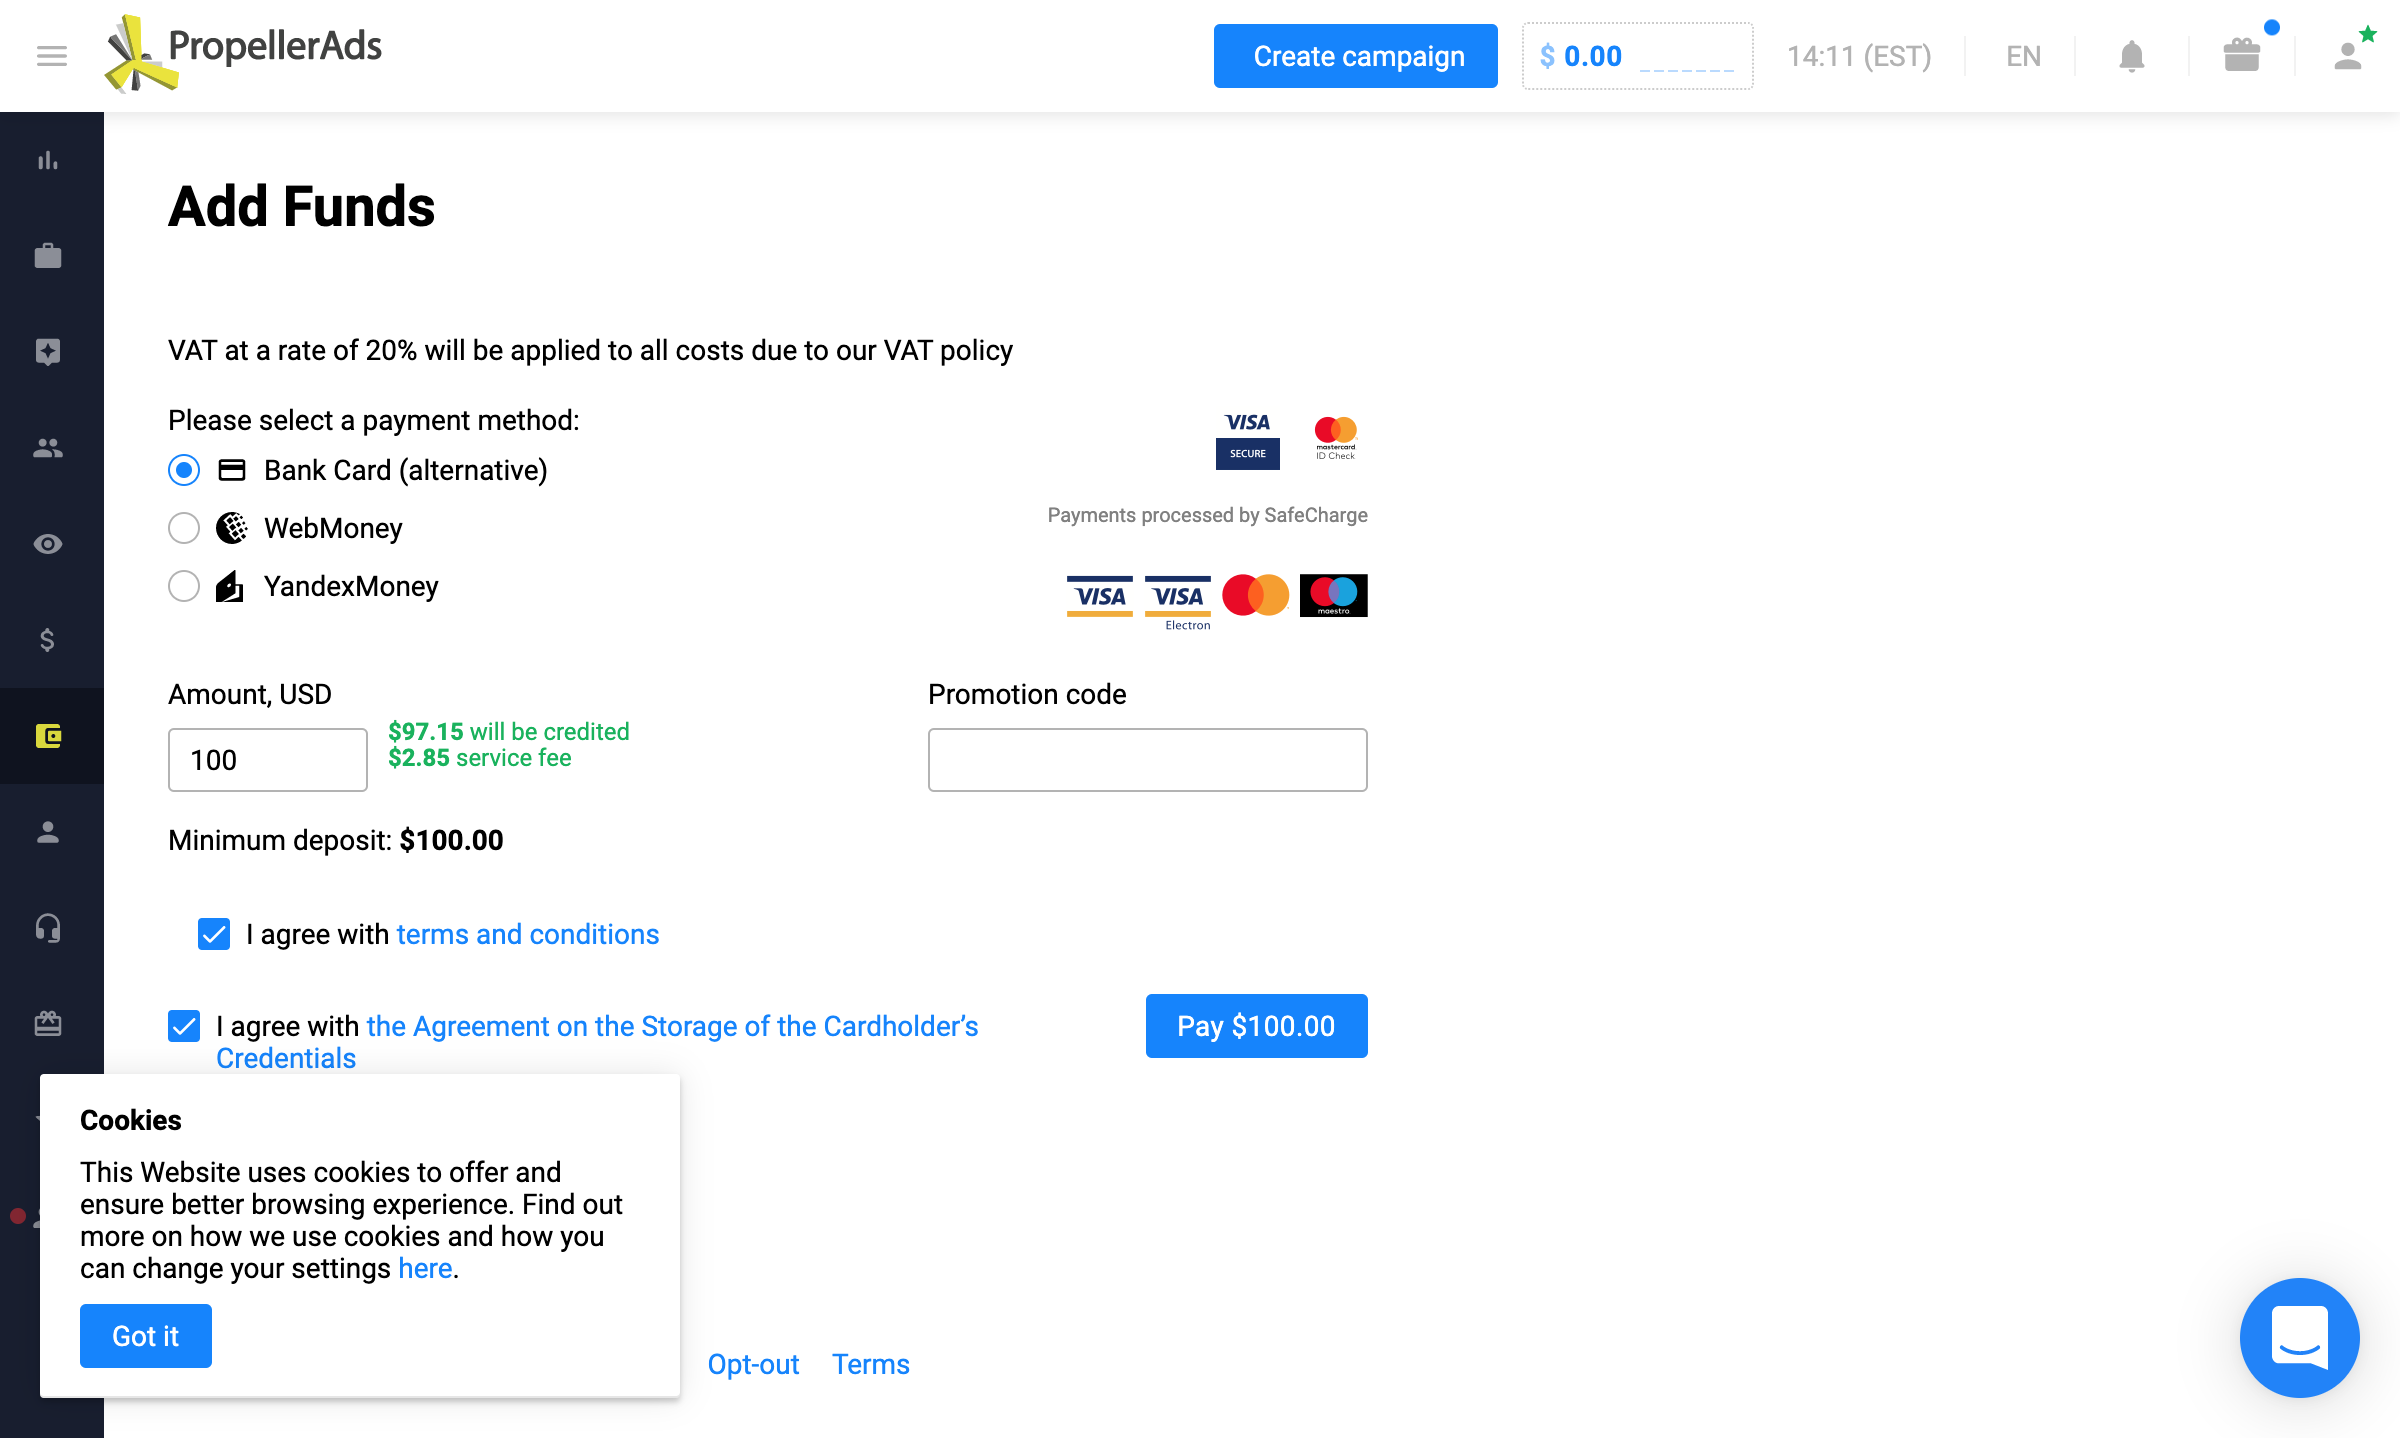 PropellerAds
Create campaign
$ 0.00
14:11 (EST)
EN
Add Funds
VAT at a rate of 20% will be applied to all costs due to our VAT policy
Please select a payment method:
Bank Card (alternative)
WebMoney
YandexMoney
VISA
SECURE
mastercard
ID Check
Payments processed by SafeCharge
VISA
VISA
Electron
maestro
Amount, USD
100
$97.15 will be credited
$2.85 service fee
Promotion code
Minimum deposit: $100.00
I agree with terms and conditions
I agree with the Agreement on the Storage of the Cardholder’s
Credentials
Pay $100.00
Cookies
This Website uses cookies to offer and
ensure better browsing experience. Find out
more on how we use cookies and how you
can change your settings here.
Got it
Opt-out Terms